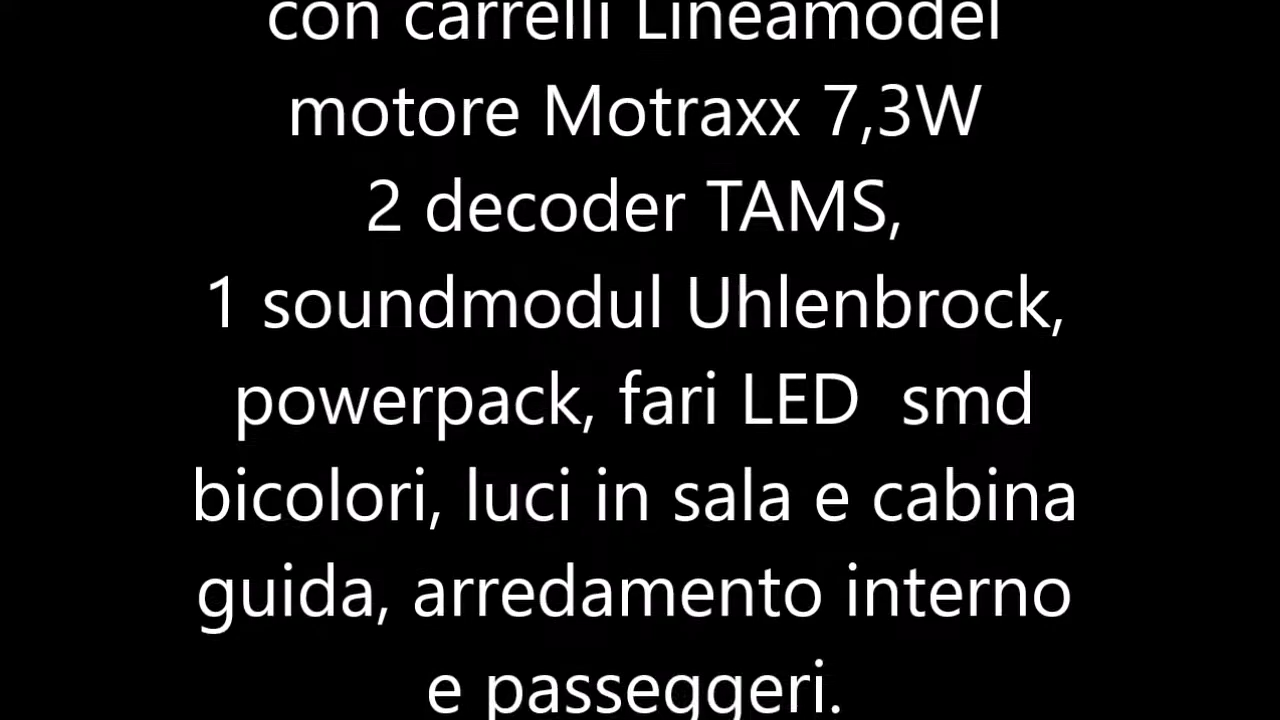 con carrelli Lineamodel
motore Motraxx 7,3W
2 decoder TAMS,
1 soundmodul Uhlenbrock,
powerpack, fari LED  smd
bicolori, luci in sala e cabina
guida, arredamento interno
e passeggeri.